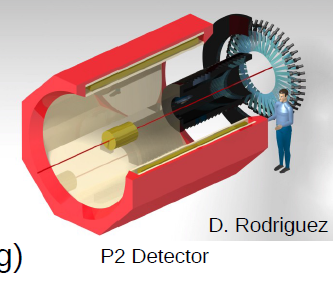 D. Rodriguez
g) P2 Detector